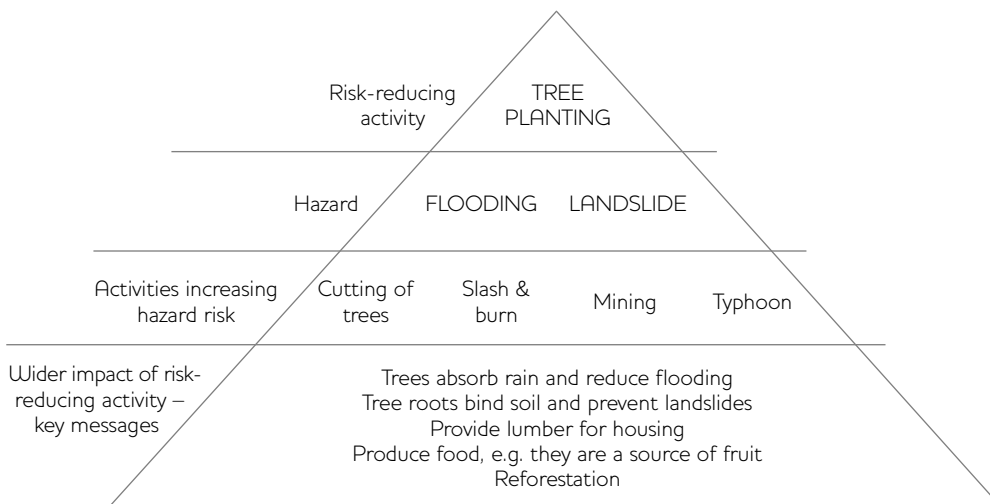 Risk-reducing
activity
TREE
PLANTING
Hazard
FLOODING
LANDSLIDE
Activities increasing
hazard risk
Cutting of
trees
Slash &
burn
Mining
Typhoon
Wider impact of risk-
reducing activity –
key messages
Trees absorb rain and reduce flooding
Tree roots bind soil and prevent landslides
Provide lumber for housing
Produce food, e.g. they are a source of fruit
Reforestation